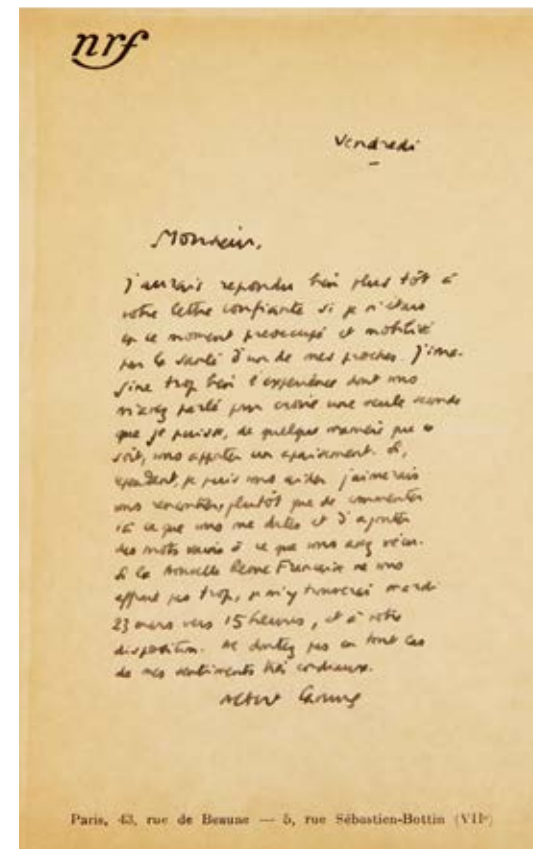 nrf
Vendredi
Monsieur,
J'aurais répondu bien plus tôt à
votre lettre confiante si je n'étais
en ce moment préoccupé et mobilisé
par la santé d'un de mes proches. J'ima-
gine trop bien l'expérience dont vous
m'avez parlé pour croire une seule seconde
que je puisse, de quelque manière que ce
soit, vous apporter un apaisement. Si,
cependant, je puis vous aider j'aimerais
vous rencontrer, plutôt que de commenter
ici ce que vous me dites et d'ajouter
des mots vains à ce que vous avez vécu.
Si la Nouvelle Revue Française ne vous
effraie pas trop, je m'y trouverai mardi
23 mars vers 15 heures, et à votre
disposition. Ne doutez pas en tout cas
de mes sentiments très cordiaux.
Albert Camus
Paris, 43, rue de Beaune — 5, rue Sébastien-Bottin (VIIe)